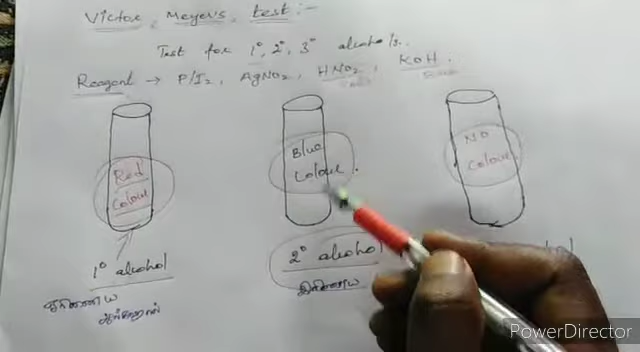 Victor Meyer's test:-
Test for 1°, 2°, 3° alcohols.
Reagent → P/I2, AgNO2, HNO2, KOH.
Red
Colour
Blue
Colour.
No
Colour
1° alcohol
2° alcohol
PowerDirector